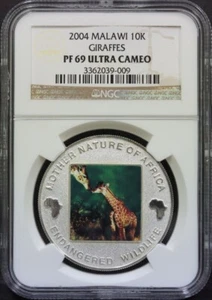 2004 MALAWI 10K
GIRAFFES
PF 69 ULTRA CAMEO
3362039-009
NGC
MOTHER NATURE OF AFRICA
ENDANGERED WILDLIFE